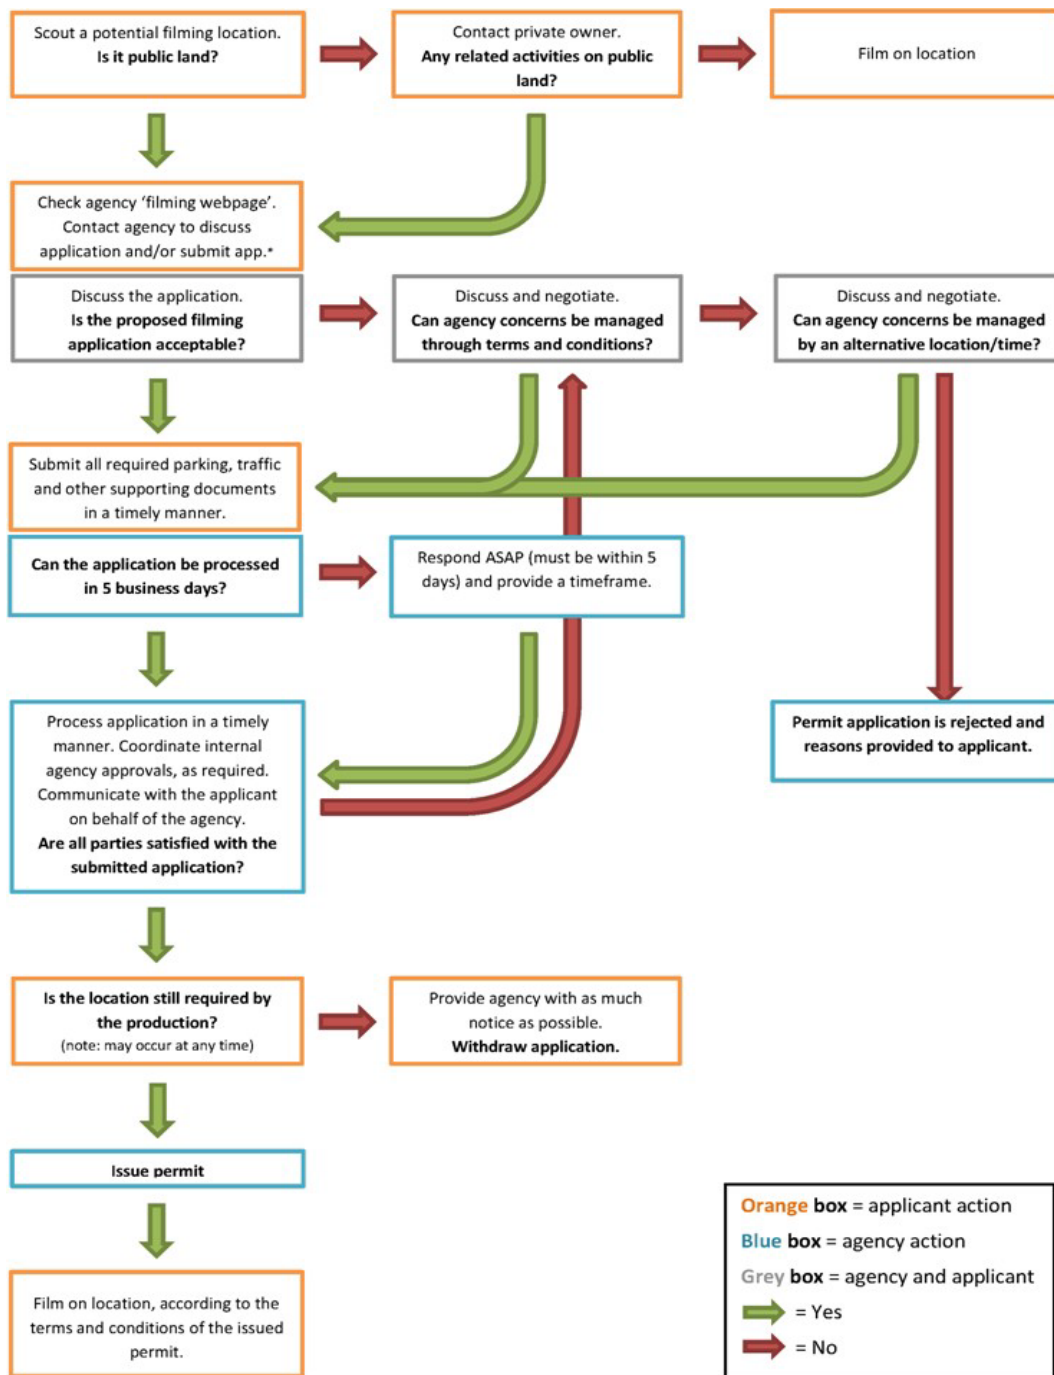 Scout a potential filming location.
Is it public land?
Contact private owner.
Any related activities on public
land?
Film on location
Check agency ‘filming webpage’.
Contact agency to discuss
application and/or submit app.*
Discuss the application.
Is the proposed filming
application acceptable?
Discuss and negotiate.
Can agency concerns be managed
through terms and conditions?
Discuss and negotiate.
Can agency concerns be managed
by an alternative location/time?
Submit all required parking, traffic
and other supporting documents
in a timely manner.
Can the application be processed
in 5 business days?
Respond ASAP (must be within 5
days) and provide a timeframe.
Process application in a timely
manner. Coordinate internal
agency approvals, as required.
Communicate with the applicant
on behalf of the agency.
Are all parties satisfied with the
submitted application?
Permit application is rejected and
reasons provided to applicant.
Is the location still required by
the production?
(note: may occur at any time)
Provide agency with as much
notice as possible.
Withdraw application.
Issue permit
Film on location, according to the
terms and conditions of the issued
permit.
Orange box = applicant action
Blue box = agency action
Grey box = agency and applicant
= Yes
= No